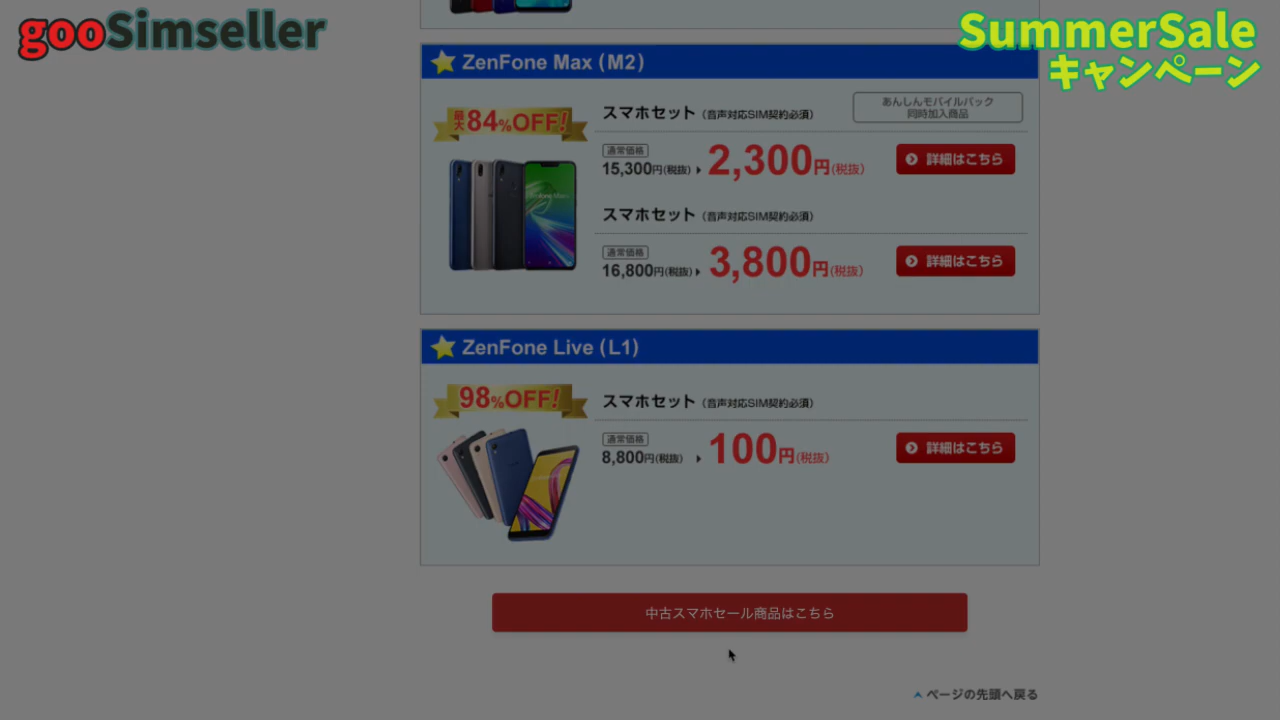 gooSimseller
SummerSale
キャンペーン
ZenFone Max (M2)
最大84%OFF!
スマホセット (音声対応SIM契約必須)
あんしんモバイルパック
同時加入商品
通常価格
15,300円(税抜) 2,300円(税抜)
詳細はこちら
スマホセット (音声対応SIM契約必須)
通常価格
16,800円(税抜) 3,800円(税抜)
詳細はこちら
ZenFone Live (L1)
98%OFF!
スマホセット (音声対応SIM契約必須)
通常価格
8,800円(税抜) 100円(税抜)
詳細はこちら
中古スマホセール商品はこちら
ページの先頭へ戻る